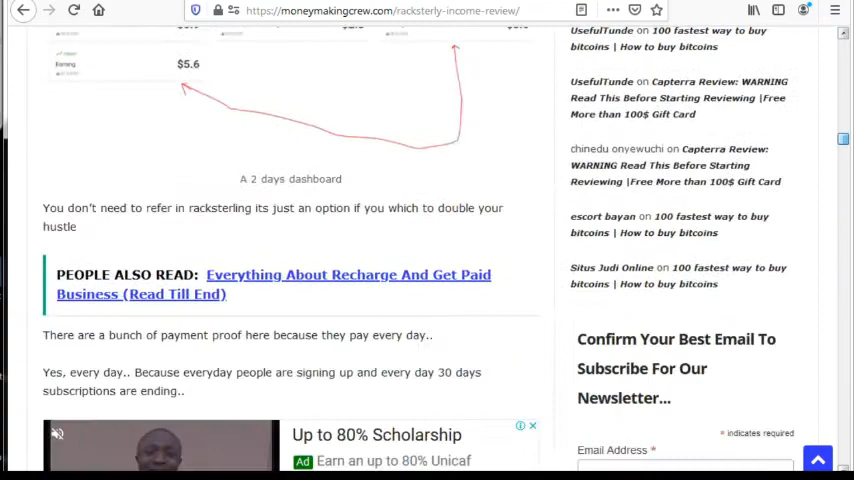 https://moneymakingcrew.com/racksterly-income-review/
Earning
$5.6
A 2 days dashboard
You don't need to refer in racksterling its just an option if you which to double your
hustle
PEOPLE ALSO READ: Everything About Recharge And Get Paid
Business (Read Till End)
There are a bunch of payment proof here because they pay every day..
Yes, every day.. Because everyday people are signing up and every day 30 days
subscriptions are ending..
Up to 80% Scholarship
Ad Earn an up to 80% Unicaf
UsefulTunde on 100 fastest way to buy
bitcoins | How to buy bitcoins
UsefulTunde on Capterra Review: WARNING
Read This Before Starting Reviewing |Free
More than 100$ Gift Card
chinedu onyewuchi on Capterra Review:
WARNING Read This Before Starting
Reviewing |Free More than 100$ Gift Card
escort bayan on 100 fastest way to buy
bitcoins | How to buy bitcoins
Situs Judi Online on 100 fastest way to buy
bitcoins | How to buy bitcoins
Confirm Your Best Email To
Subscribe For Our
Newsletter...
* indicates required
Email Address *